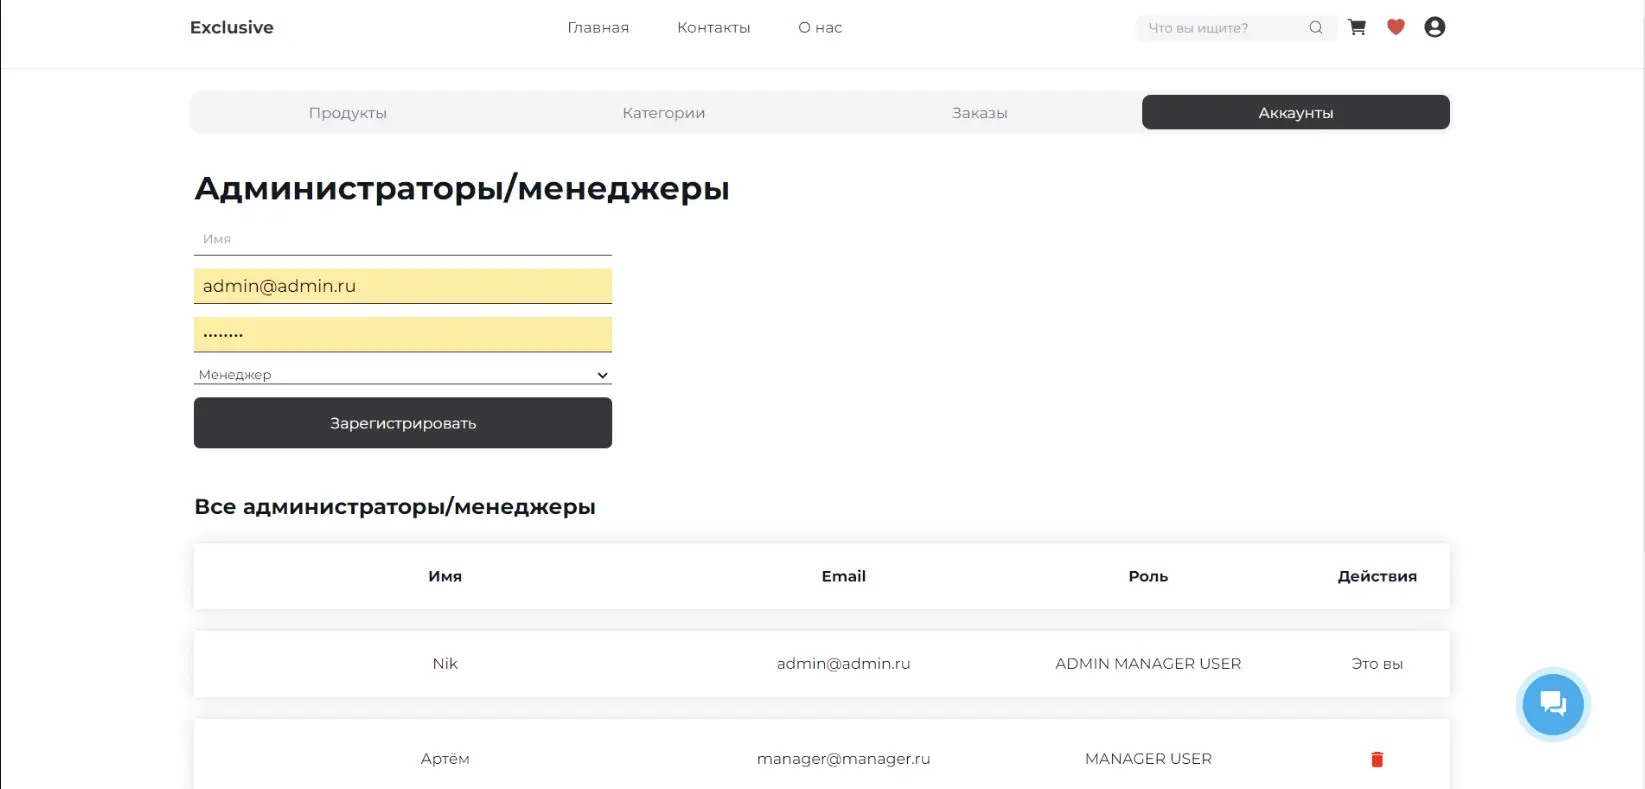 Exclusive
Главная
Контакты
О нас
Что вы ищите?
Продукты
Категории
Заказы
Аккаунты
Администраторы/менеджеры
Имя
admin@admin.ru
••••••••
Менеджер
Зарегистрировать
Все администраторы/менеджеры
Имя Email Роль Действия
Nik admin@admin.ru ADMIN MANAGER USER Это вы
Артём manager@manager.ru MANAGER USER